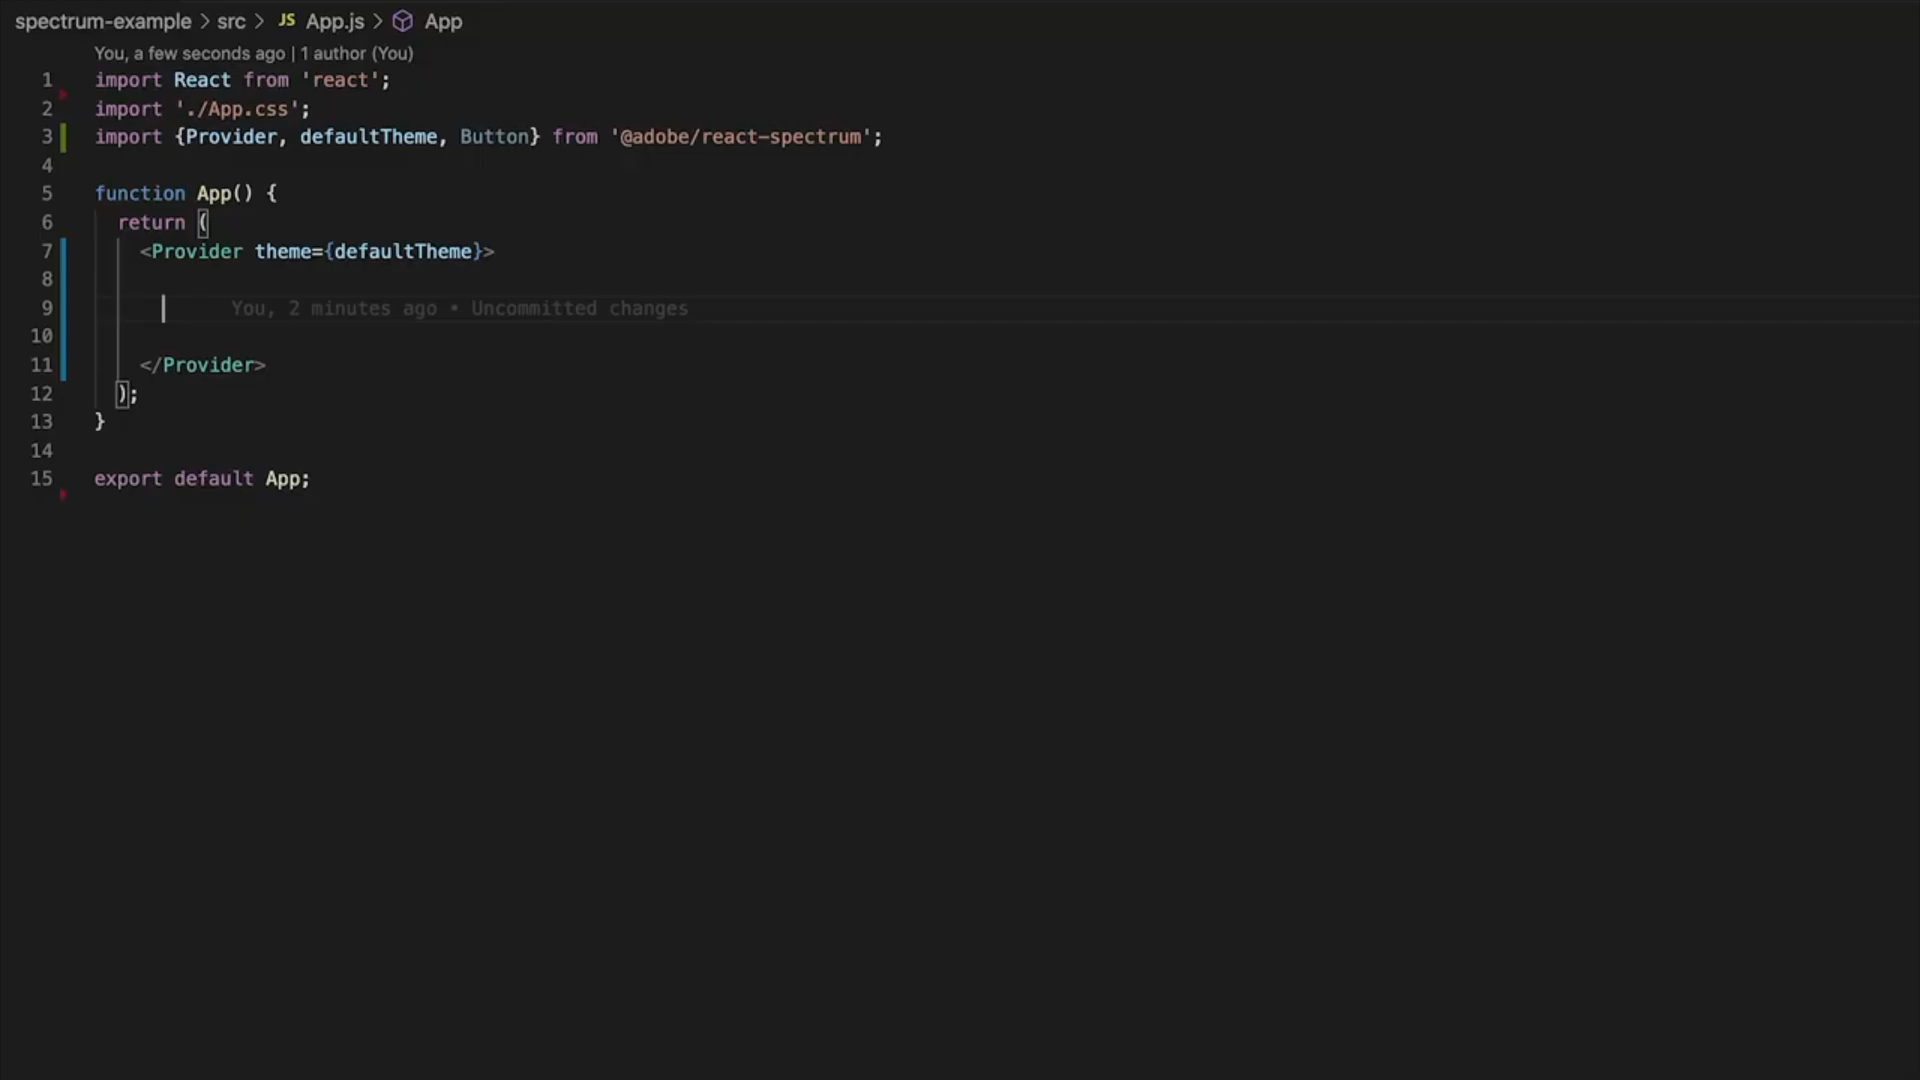 spectrum-example > src > JS App.js > App
You, a few seconds ago | 1 author (You)
1 import React from 'react';
2 import './App.css';
3 import {Provider, defaultTheme, Button} from '@adobe/react-spectrum';
4
5 function App() {
6 return (
7 <Provider theme={defaultTheme}>
8
9 You, 2 minutes ago • Uncommitted changes
10
11 </Provider>
12 );
13 }
14
15 export default App;